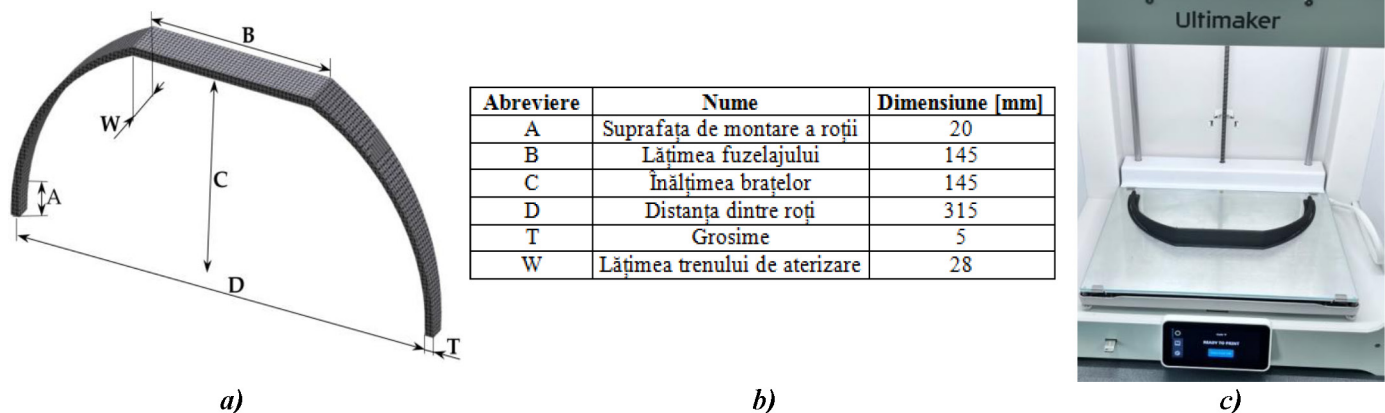 B
W
C
A
D
T
Abreviere Nume Dimensiune [mm]
A Suprafața de montare a roții 20
B Lățimea fuzelajului 145
C Înălțimea brațelor 145
D Distanța dintre roți 315
T Grosime 5
W Lățimea trenului de aterizare 28
Ultimaker
READY TO PRINT
a) b) c)